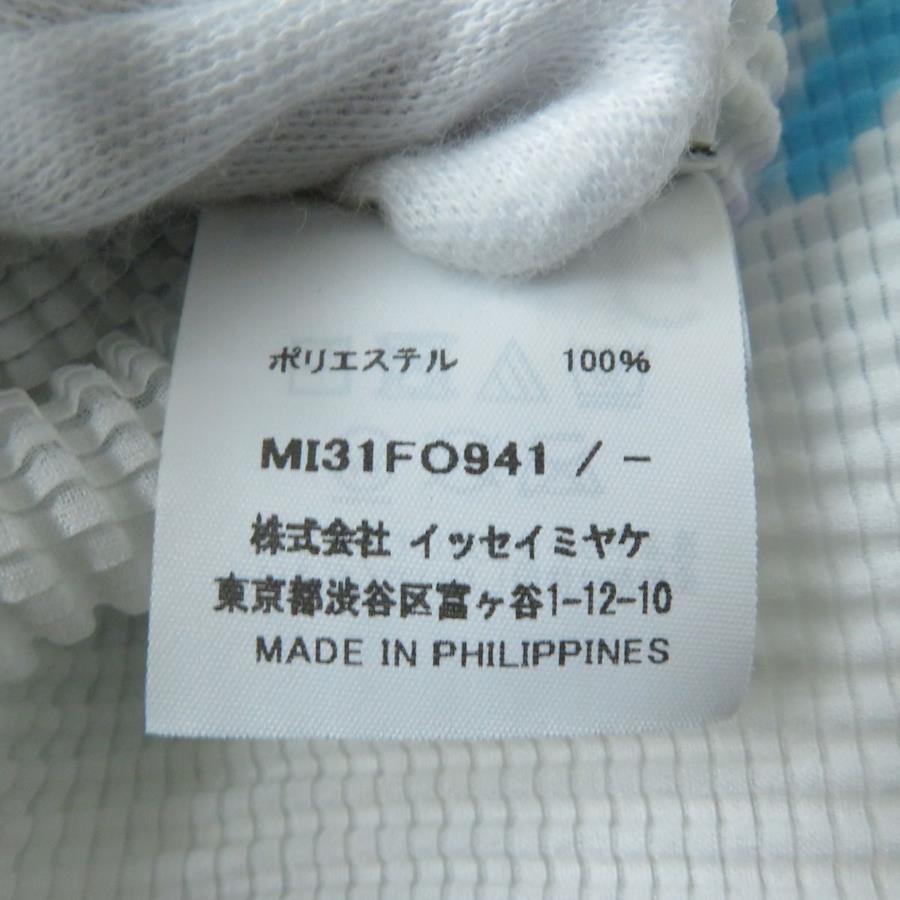 ポリエステル 100%
MI31FO941 / -
株式会社 イッセイミヤケ
東京都渋谷区富ヶ谷1-12-10
MADE IN PHILIPPINES